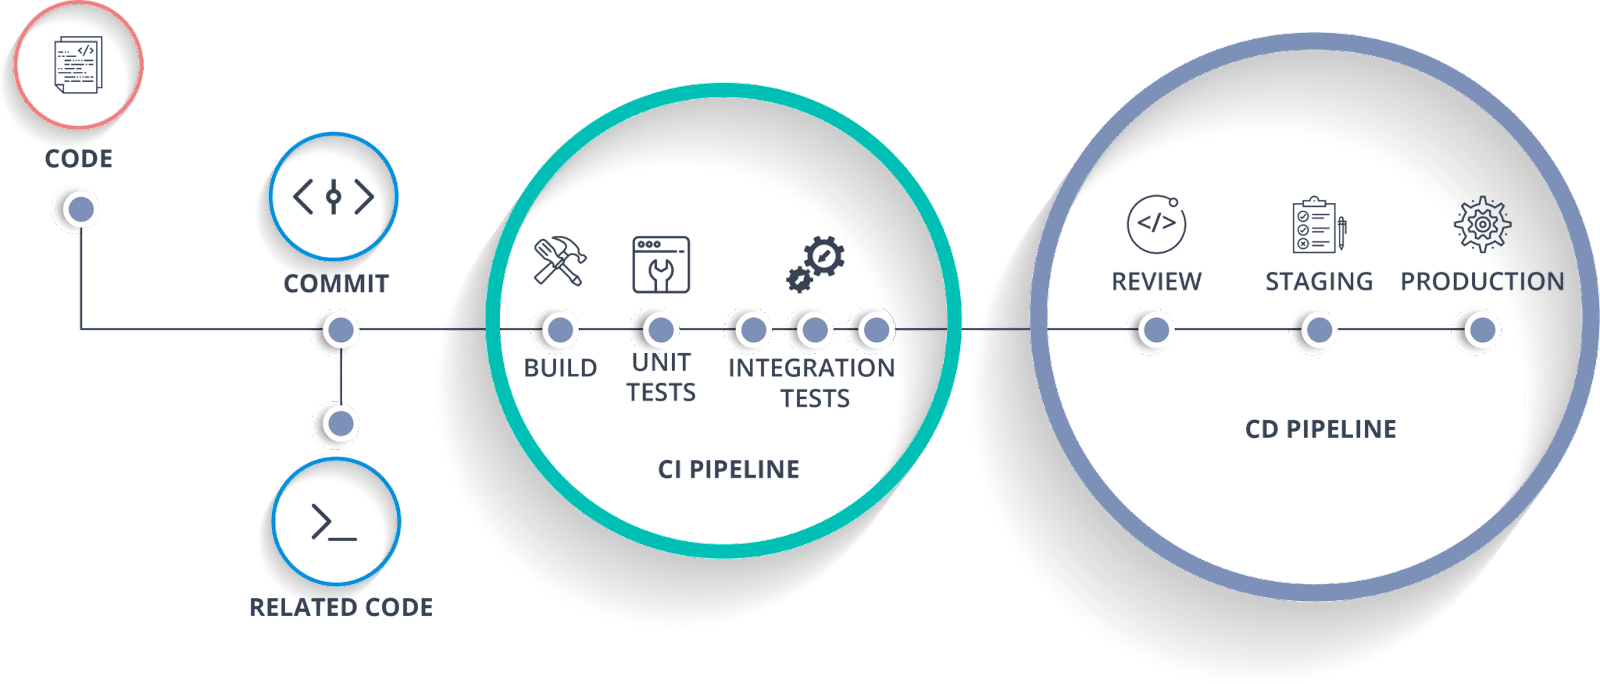 CODE
COMMIT
RELATED CODE
BUILD
UNIT
TESTS
INTEGRATION
TESTS
CI PIPELINE
REVIEW
STAGING
PRODUCTION
CD PIPELINE